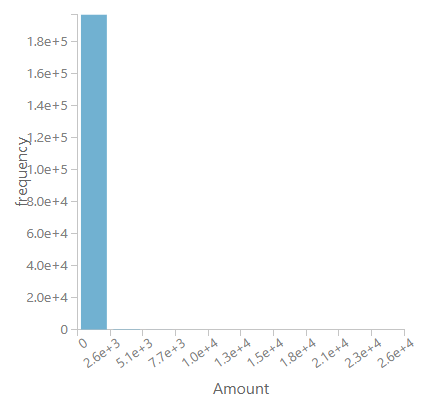 frequency
1.8e+5
1.6e+5
1.4e+5
1.2e+5
1.0e+5
8.0e+4
6.0e+4
4.0e+4
2.0e+4
0
0
2.6e+3
5.1e+3
7.7e+3
1.0e+4
1.3e+4
1.5e+4
1.8e+4
2.1e+4
2.3e+4
2.6e+4
Amount